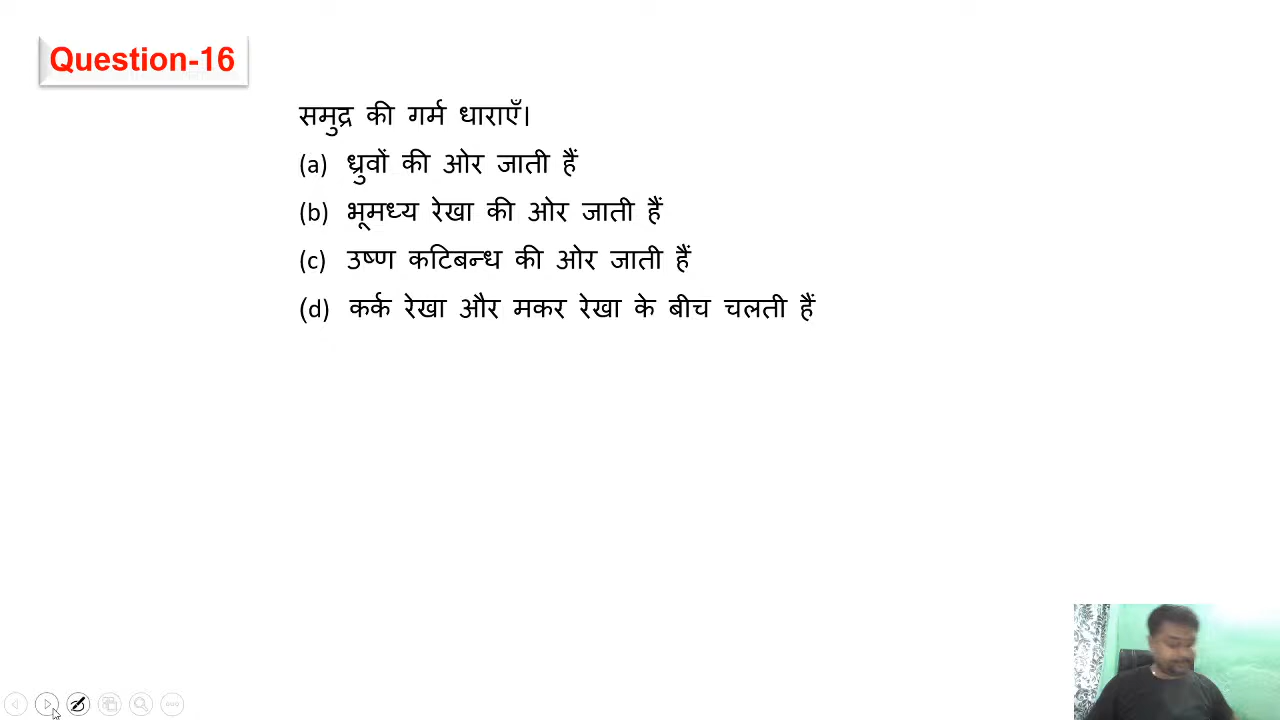 Question-16
समुद्र की गर्म धाराएँ।
(a) ध्रुवों की ओर जाती हैं
(b) भूमध्य रेखा की ओर जाती हैं
(c) उष्ण कटिबन्ध की ओर जाती हैं
(d) कर्क रेखा और मकर रेखा के बीच चलती हैं